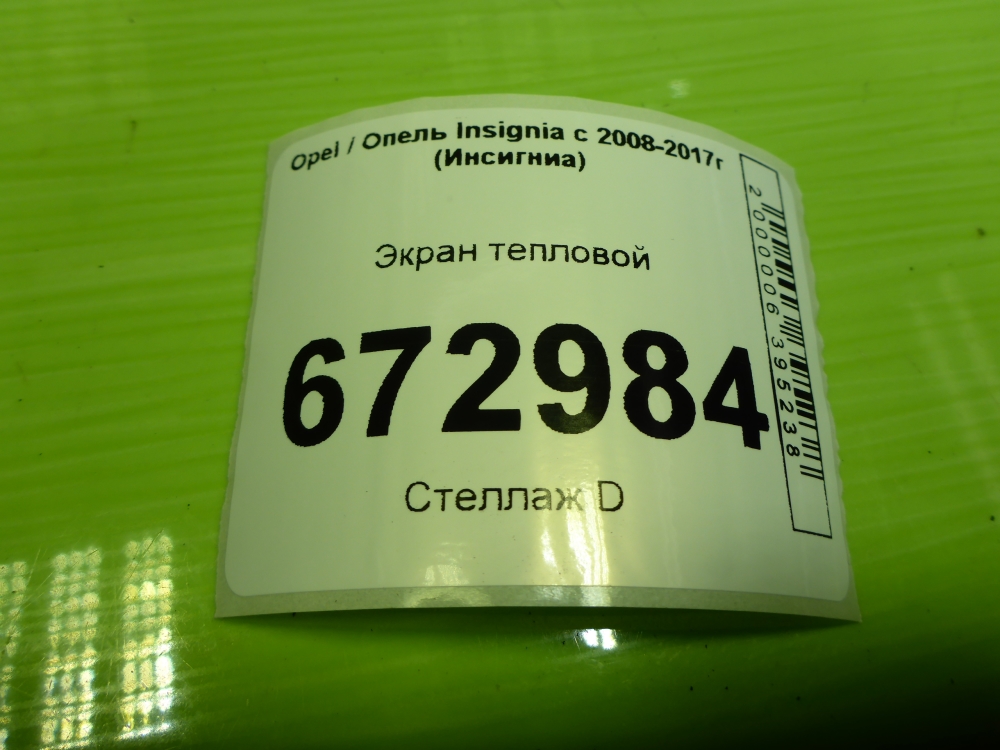 Opel / Опель Insignia с 2008-2017г
(Инсигниа)
Экран тепловой
672984
Стеллаж D
2000006395238